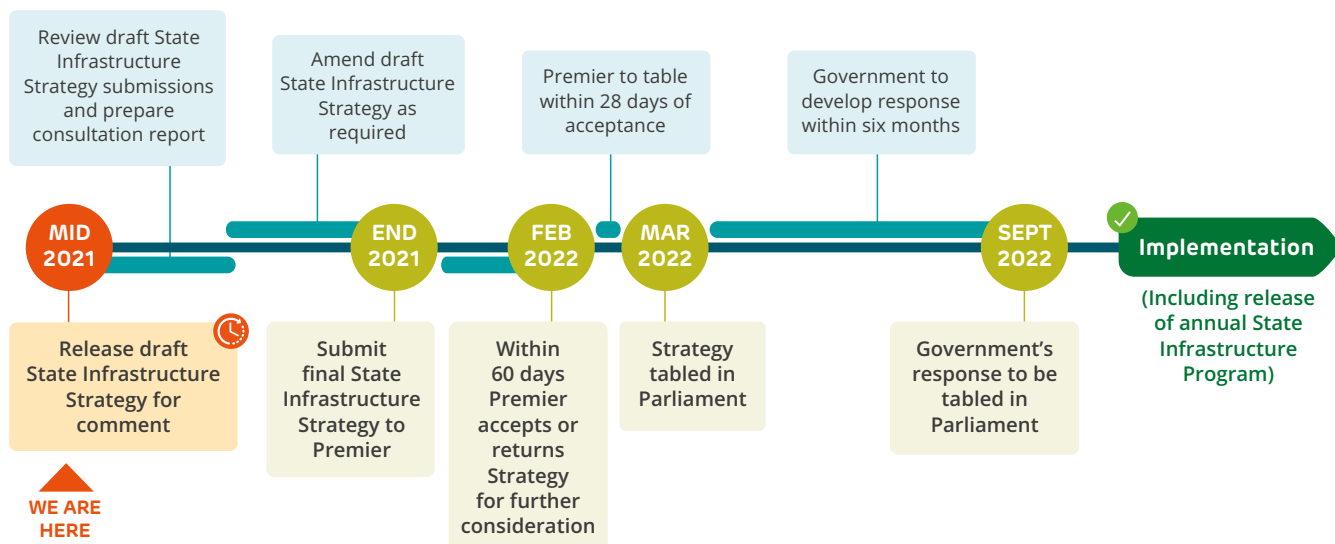 Review draft State
Infrastructure
Strategy submissions
and prepare
consultation report
Amend draft
State Infrastructure
Strategy as
required
Premier to table
within 28 days of
acceptance
Government to
develop response
within six months
MID
2021
END
2021
FEB
2022
MAR
2022
SEPT
2022
Implementation
(Including release
of annual State
Infrastructure
Program)
Release draft
State Infrastructure
Strategy for
comment
Submit
final State
Infrastructure
Strategy to
Premier
Within
60 days
Premier
accepts or
returns
Strategy
for further
consideration
Strategy
tabled in
Parliament
Government’s
response to be
tabled in
Parliament
WE ARE
HERE